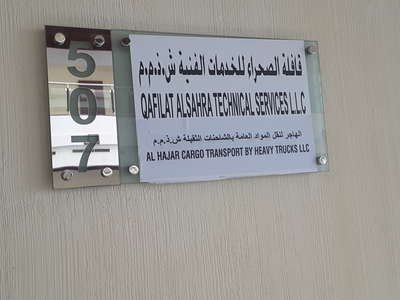 507
قافلة الصحراء للخدمات الفنية ش.ذ.م.م
QAFILAT ALSAHRA TECHNICAL SERVICES L.L.C
الهاجر لنقل المواد العامة بالشاحنات الثقيلة ش.ذ.م.م
AL HAJAR CARGO TRANSPORT BY HEAVY TRUCKS LLC